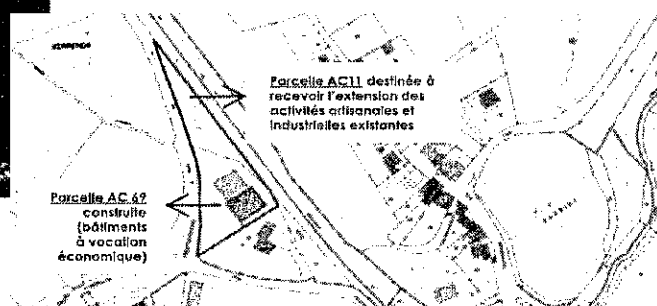 Parcelle AC11 destinée à
recevoir l'extension des
activités artisanales et
industrielles existantes
Parcelle AC 69
construite
(bâtiments
à vocation
économique)